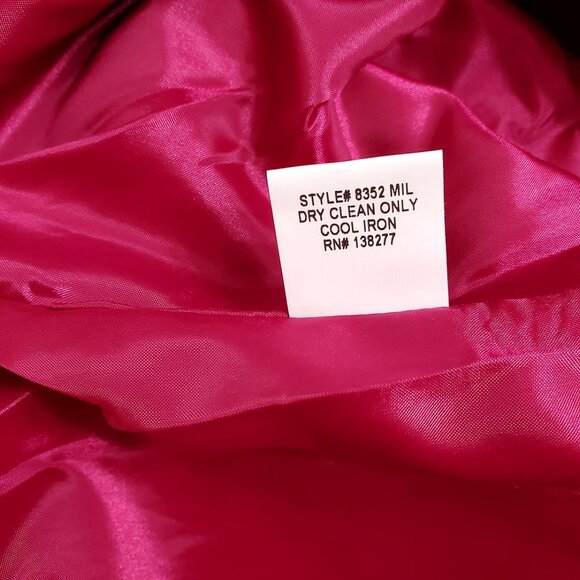 STYLE# 8352 MIL
DRY CLEAN ONLY
COOL IRON
RN# 138277